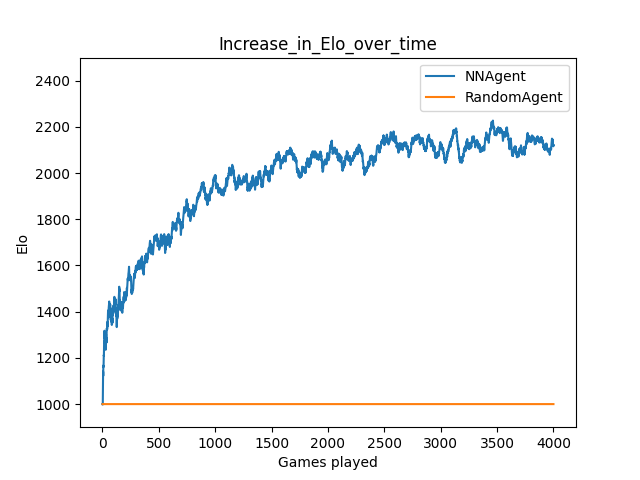 Increase_in_Elo_over_time
NNAgent
RandomAgent
2400
2200
2000
1800
1600
1400
1200
1000
Elo
0 500 1000 1500 2000 2500 3000 3500 4000
Games played